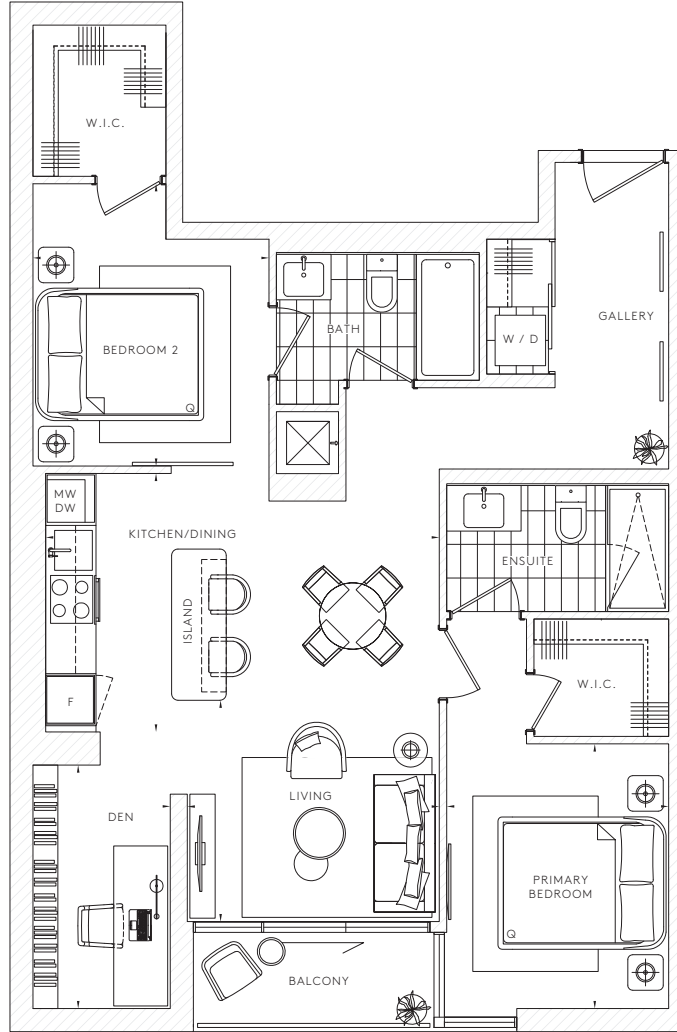 W.I.C.
GALLERY
BATH
W / D
BEDROOM 2
Q
MW
DW
KITCHEN/DINING
ENSUITE
ISLAND
W.I.C.
F
LIVING
DEN
PRIMARY
BEDROOM
Q
BALCONY